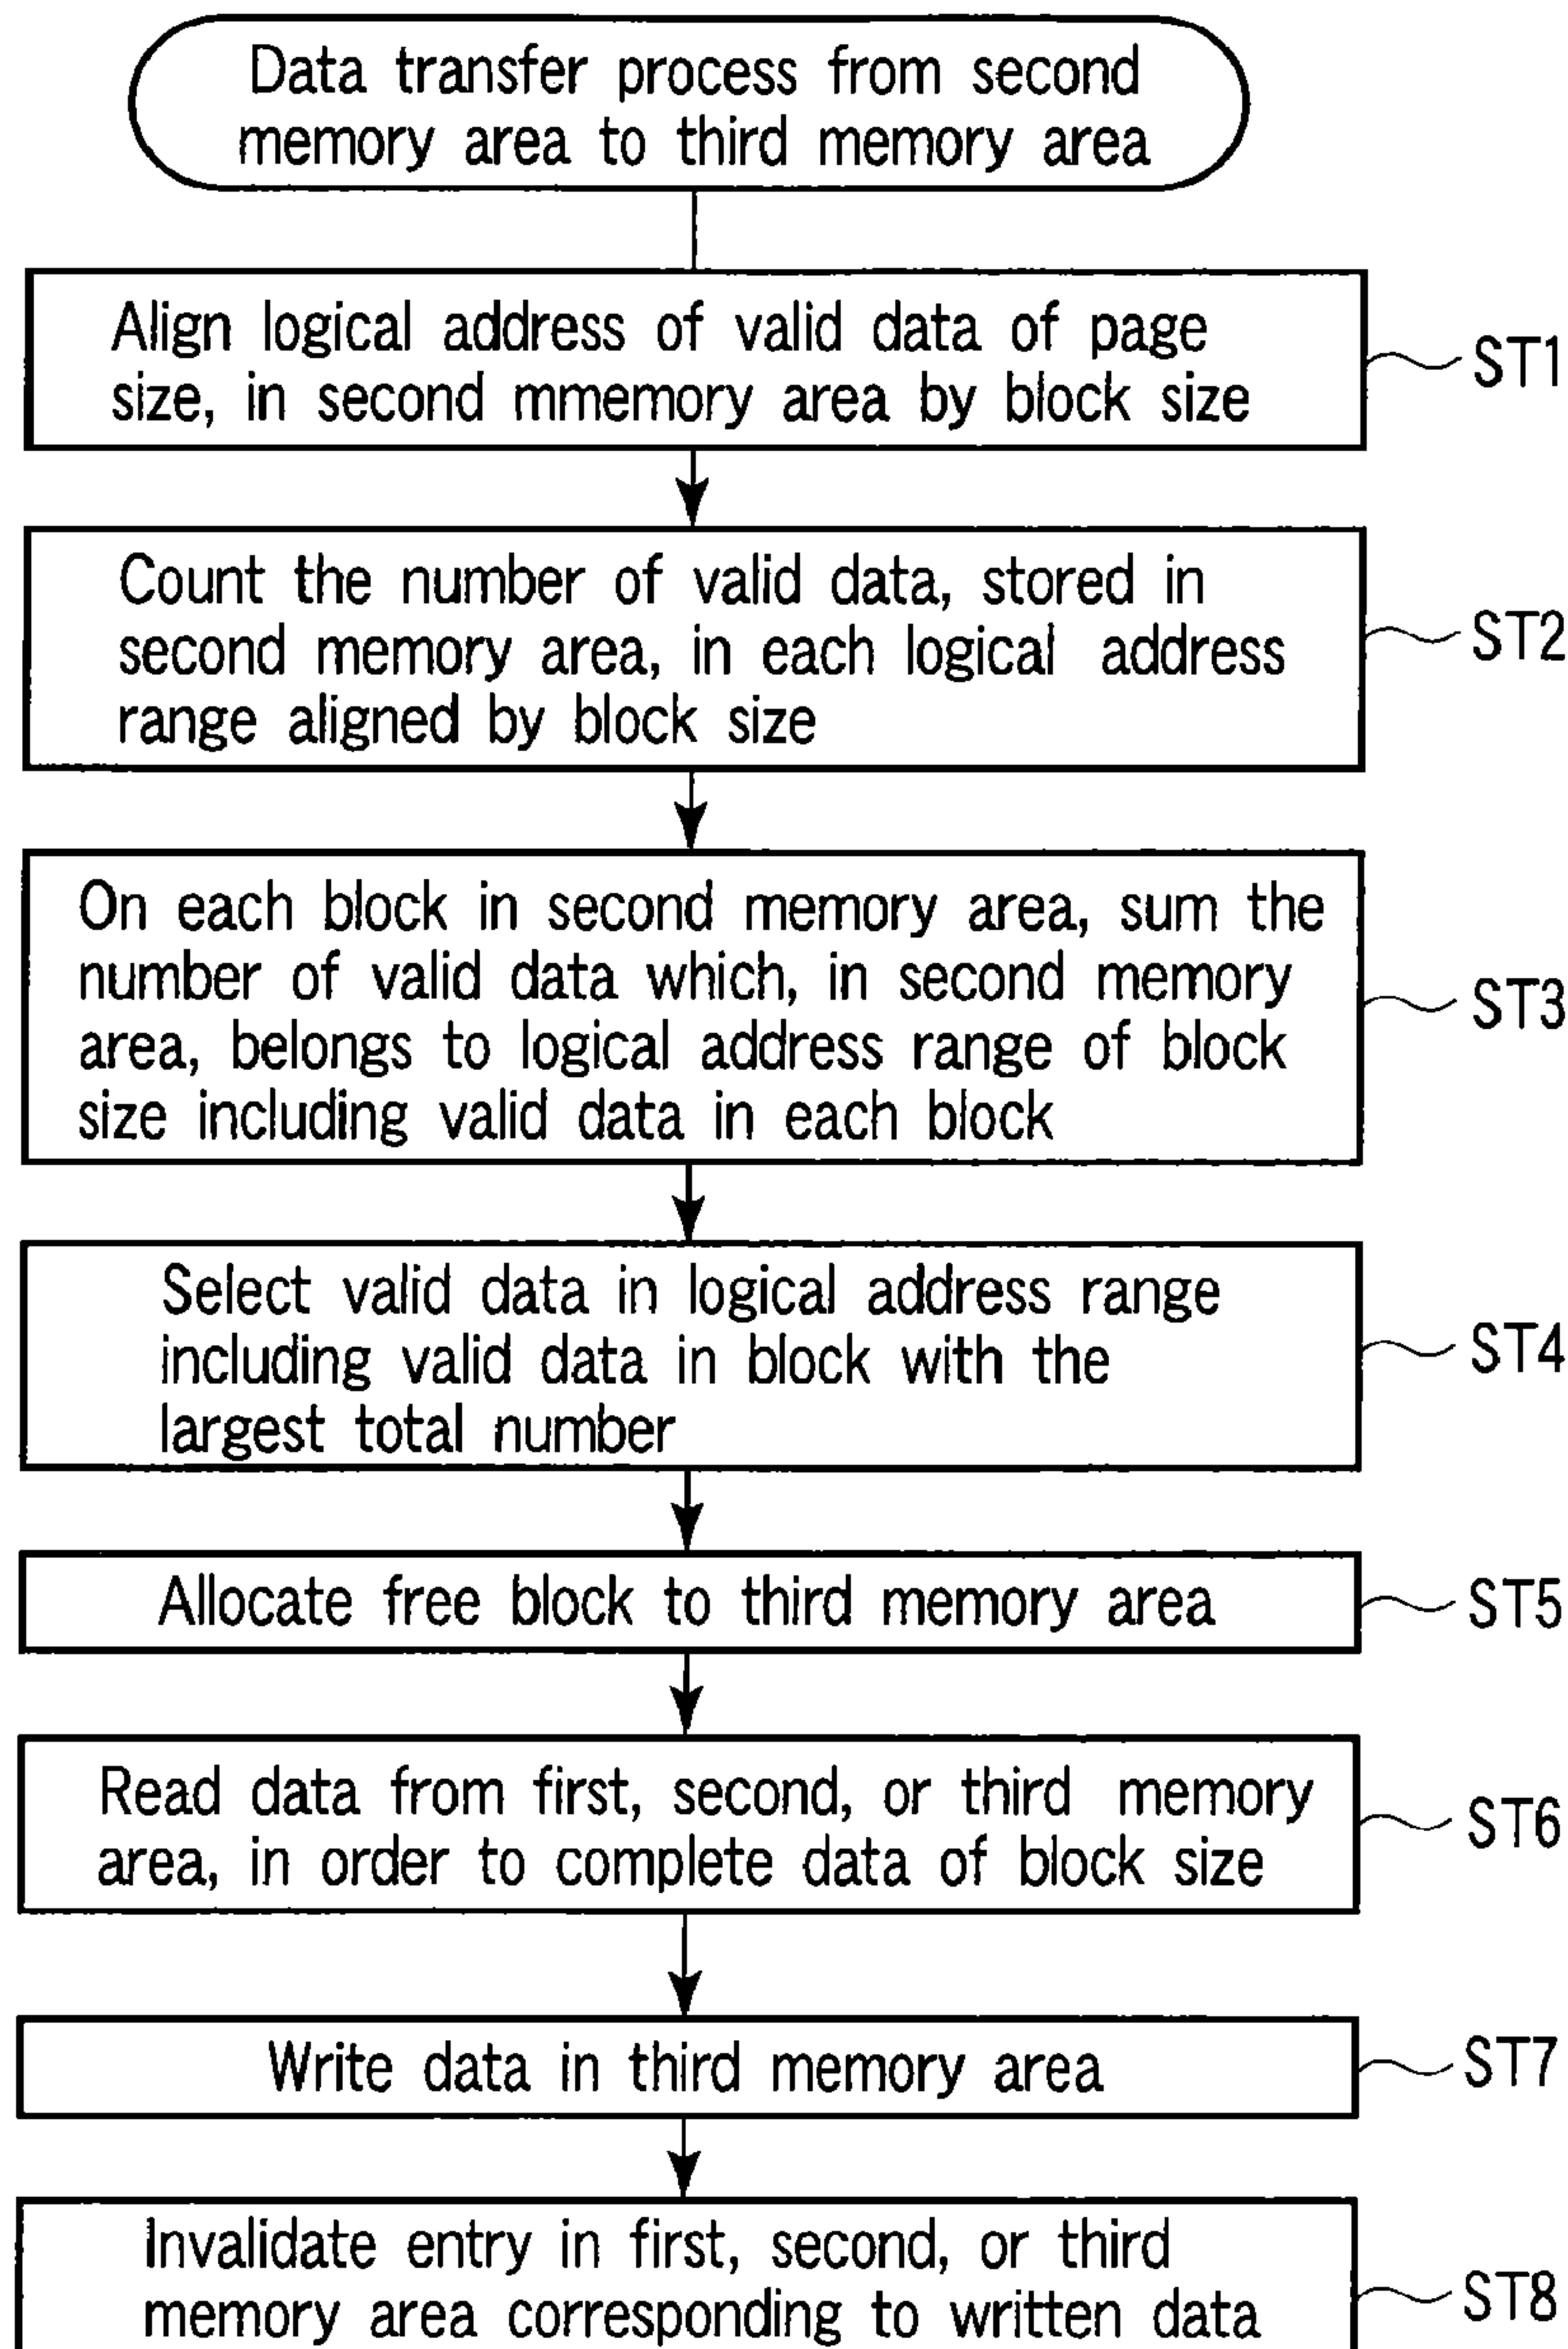 Data transfer process from second
memory area to third memory area
Align logical address of valid data of page
size, in second mmemory area by block size
ST1
Count the number of valid data, stored in
second memory area, in each logical address
range aligned by block size
ST2
On each block in second memory area, sum the
number of valid data which, in second memory
area, belongs to logical address range of block
size including valid data in each block
ST3
Select valid data in logical address range
including valid data in block with the
largest total number
ST4
Allocate free block to third memory area
ST5
Read data from first, second, or third memory
area, in order to complete data of block size
ST6
Write data in third memory area
ST7
Invalidate entry in first, second, or third
memory area corresponding to written data
ST8